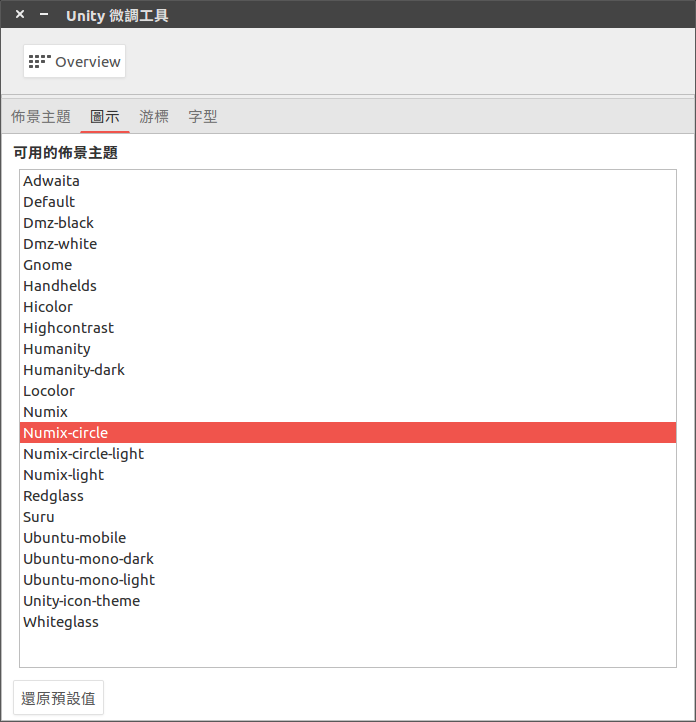 Unity 微調工具
Overview
佈景主題 圖示 游標 字型
可用的佈景主題
Adwaita
Default
Dmz-black
Dmz-white
Gnome
Handhelds
Hicolor
Highcontrast
Humanity
Humanity-dark
Locolor
Numix
Numix-circle
Numix-circle-light
Numix-light
Redglass
Suru
Ubuntu-mobile
Ubuntu-mono-dark
Ubuntu-mono-light
Unity-icon-theme
Whiteglass
還原預設值